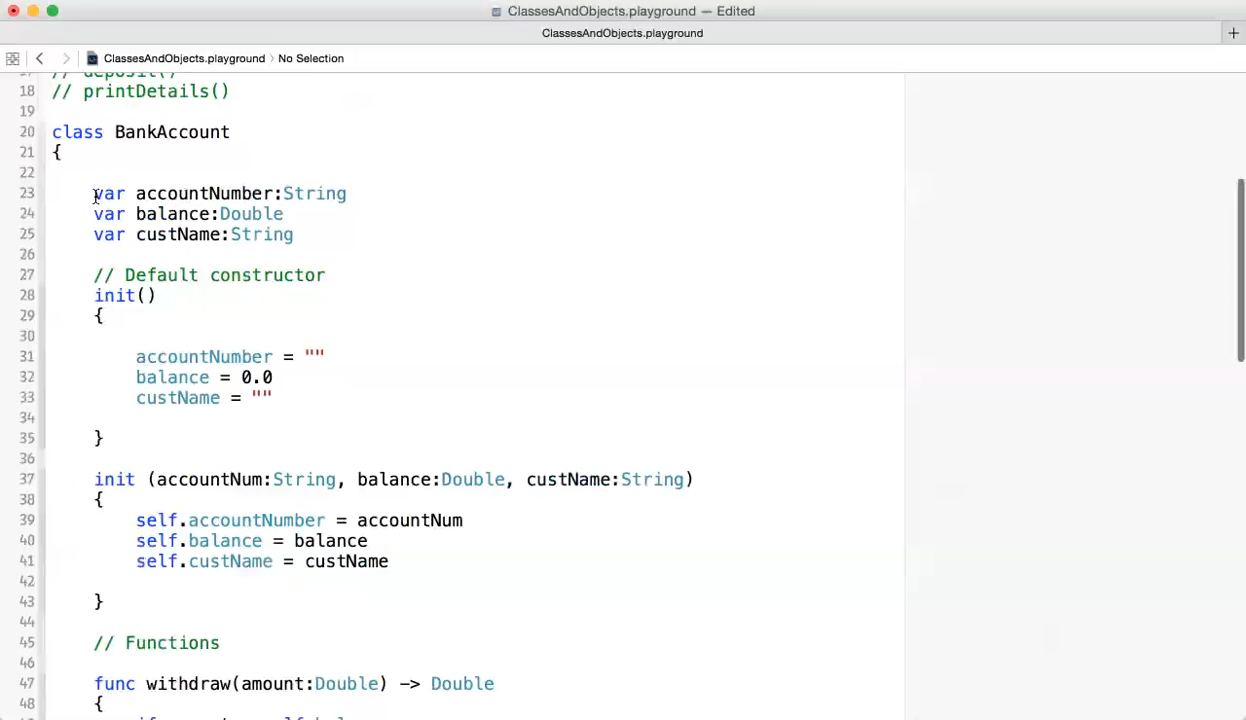 ClassesAndObjects.playground — Edited
ClassesAndObjects.playground
+
ClassesAndObjects.playground 〉 No Selection
17 // deposit()
18 // printDetails()
19
20 class BankAccount
21 {
22
23 var accountNumber:String
24 var balance:Double
25 var custName:String
26
27 // Default constructor
28 init()
29 {
30
31 accountNumber = ""
32 balance = 0.0
33 custName = ""
34
35 }
36
37 init (accountNum:String, balance:Double, custName:String)
38 {
39 self.accountNumber = accountNum
40 self.balance = balance
41 self.custName = custName
42
43 }
44
45 // Functions
46
47 func withdraw(amount:Double) -> Double
48 {